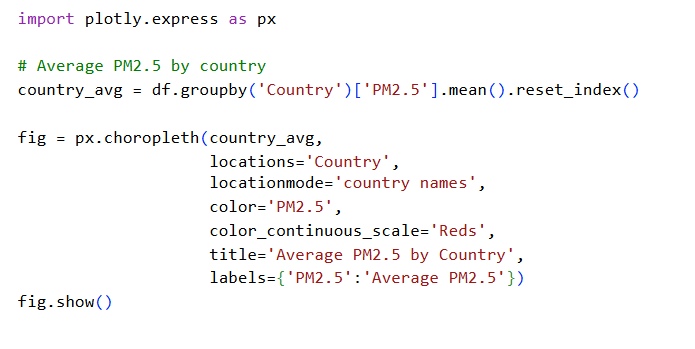 import plotly.express as px
# Average PM2.5 by country
country_avg = df.groupby('Country')['PM2.5'].mean().reset_index()
fig = px.choropleth(country_avg,
                    locations='Country',
                    locationmode='country names',
                    color='PM2.5',
                    color_continuous_scale='Reds',
                    title='Average PM2.5 by Country',
                    labels={'PM2.5':'Average PM2.5'})
fig.show()